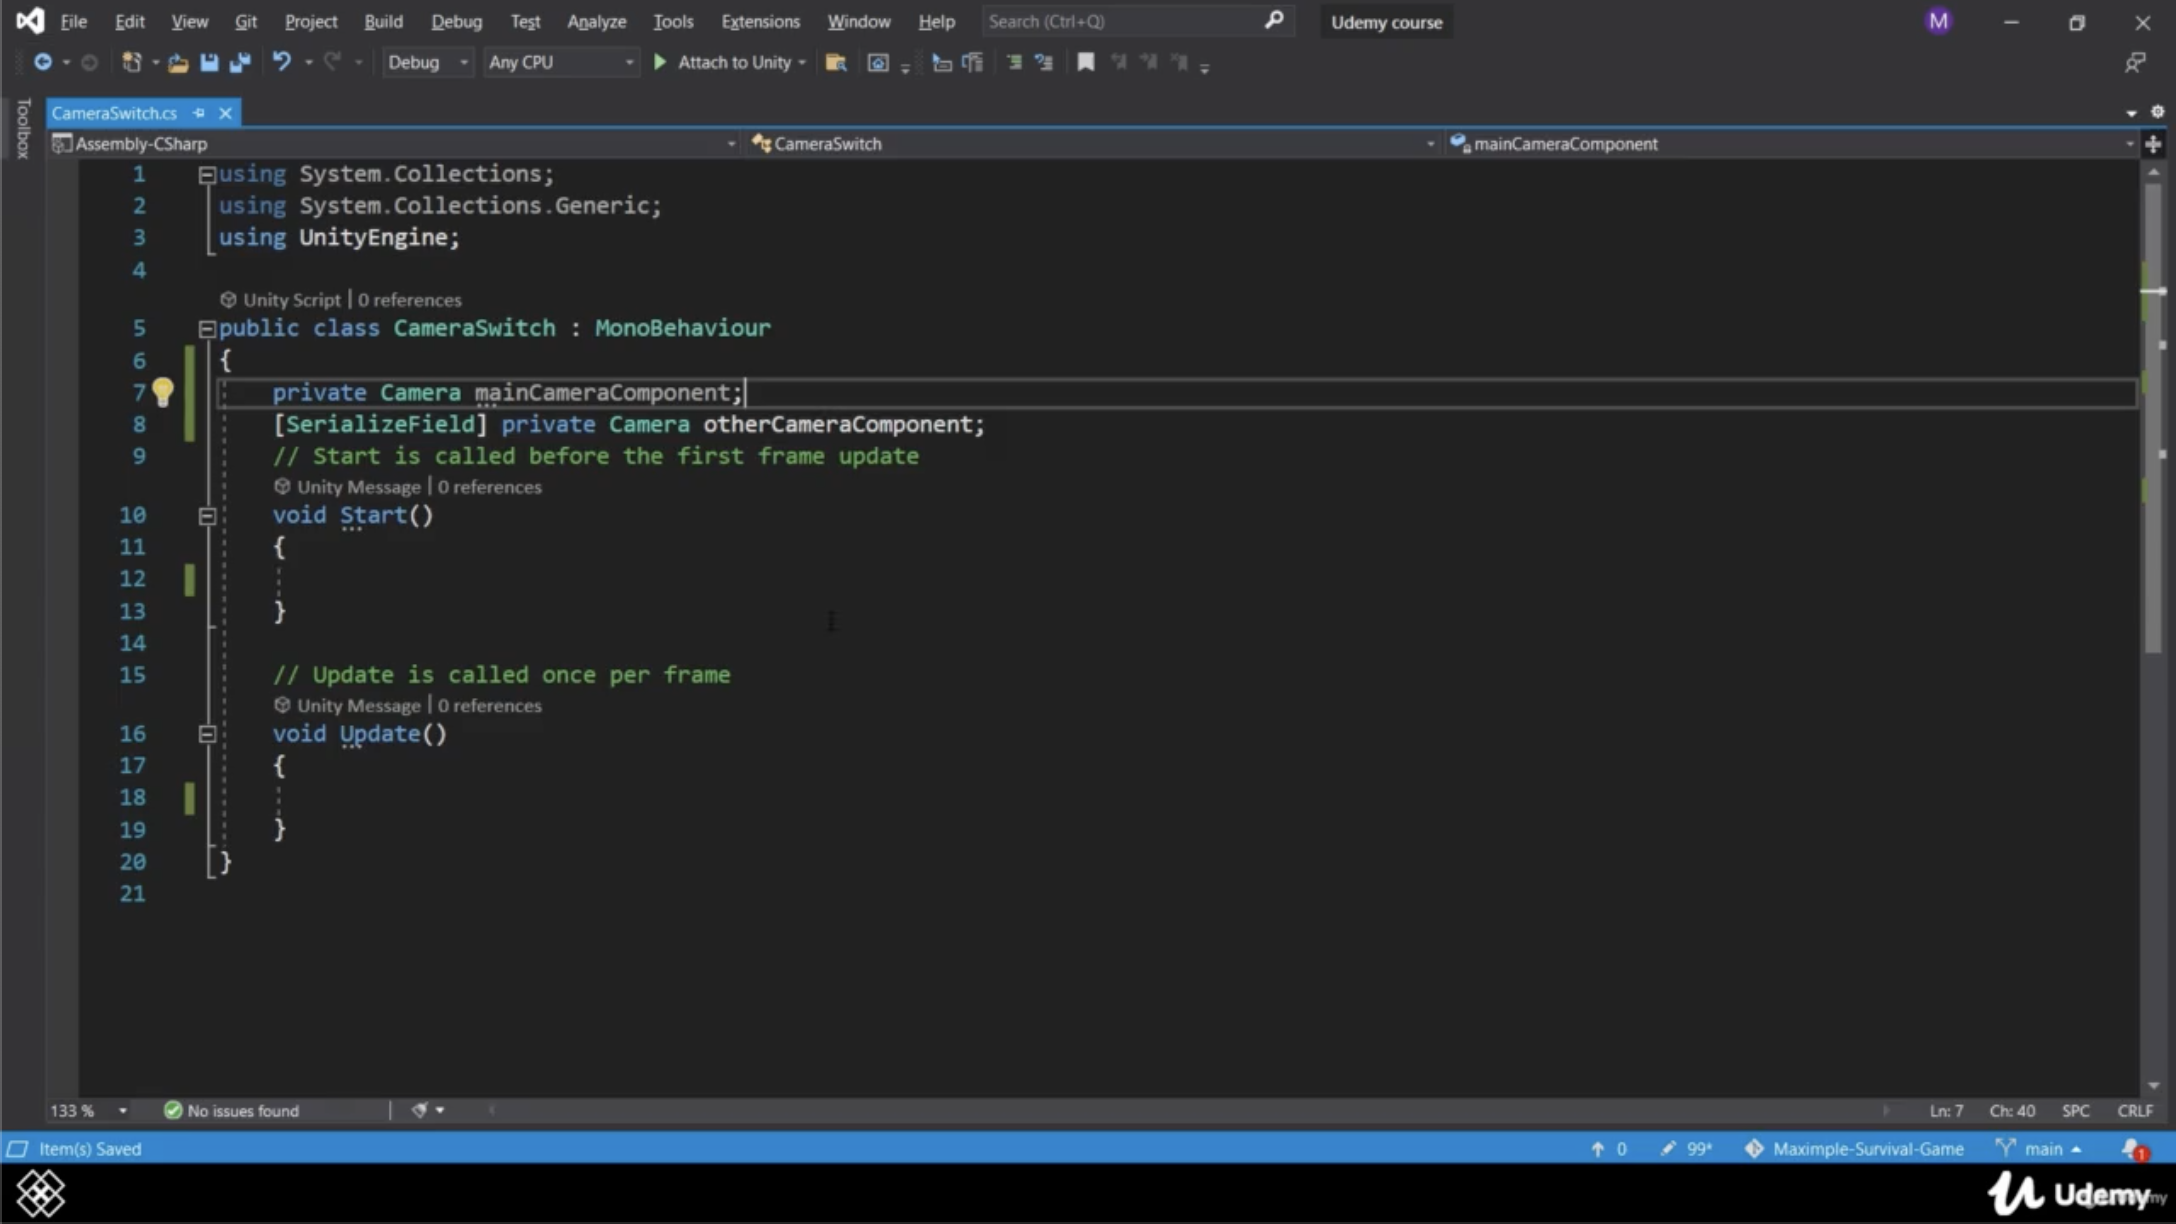 File Edit View Git Project Build Debug Test Analyze Tools Extensions Window Help Search (Ctrl+Q) Udemy course M
Debug Any CPU Attach to Unity
Toolbox
CameraSwitch.cs
Assembly-CSharp CameraSwitch mainCameraComponent
1 using System.Collections;
2 using System.Collections.Generic;
3 using UnityEngine;
4
Unity Script | 0 references
5 public class CameraSwitch : MonoBehaviour
6 {
7 private Camera mainCameraComponent;
8 [SerializeField] private Camera otherCameraComponent;
9 // Start is called before the first frame update
Unity Message | 0 references
10 void Start()
11 {
12
13 }
14
15 // Update is called once per frame
Unity Message | 0 references
16 void Update()
17 {
18
19 }
20 }
21
133 % No issues found Ln: 7 Ch: 40 SPC CRLF
Item(s) Saved 0 99* Maximple-Survival-Game main 1
Udemy